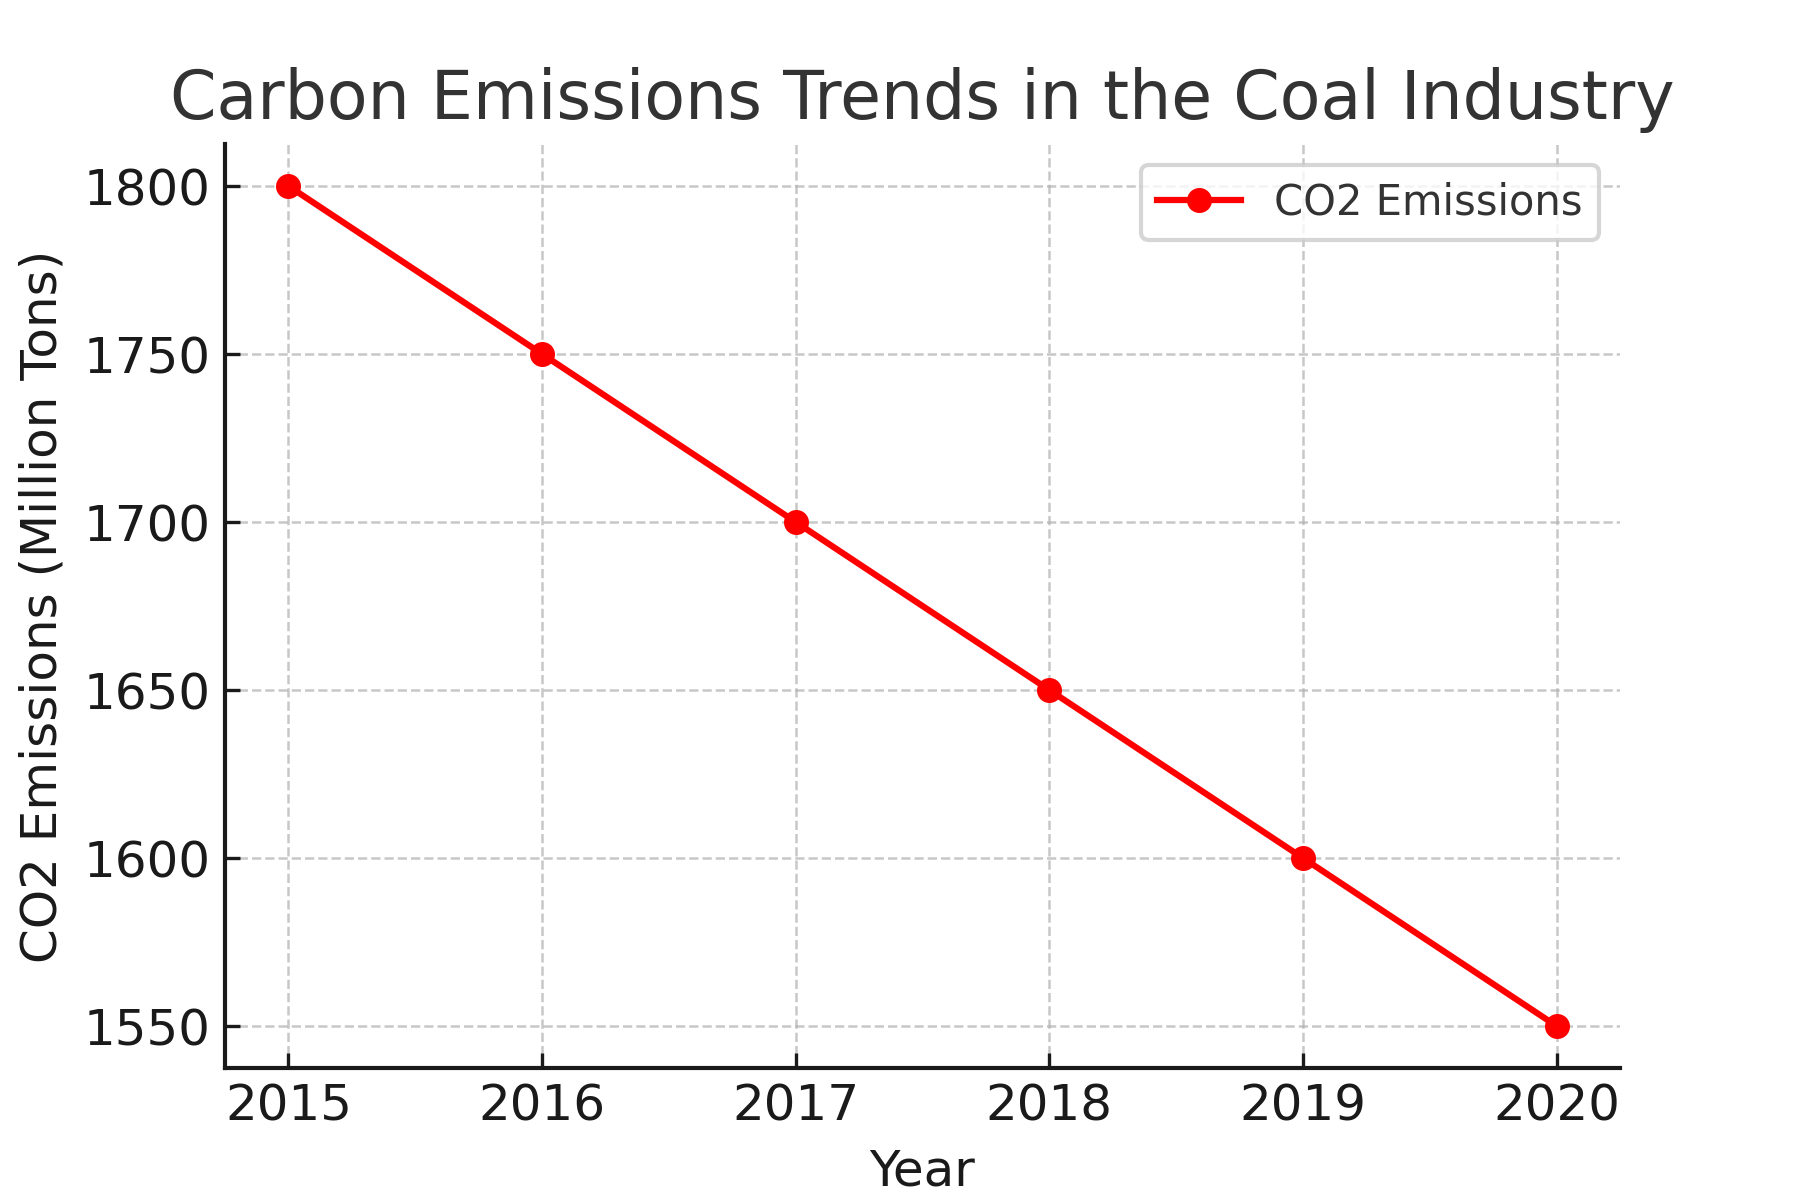 Carbon Emissions Trends in the Coal Industry
CO2 Emissions
CO2 Emissions (Million Tons)
1800
1750
1700
1650
1600
1550
2015 2016 2017 2018 2019 2020
Year